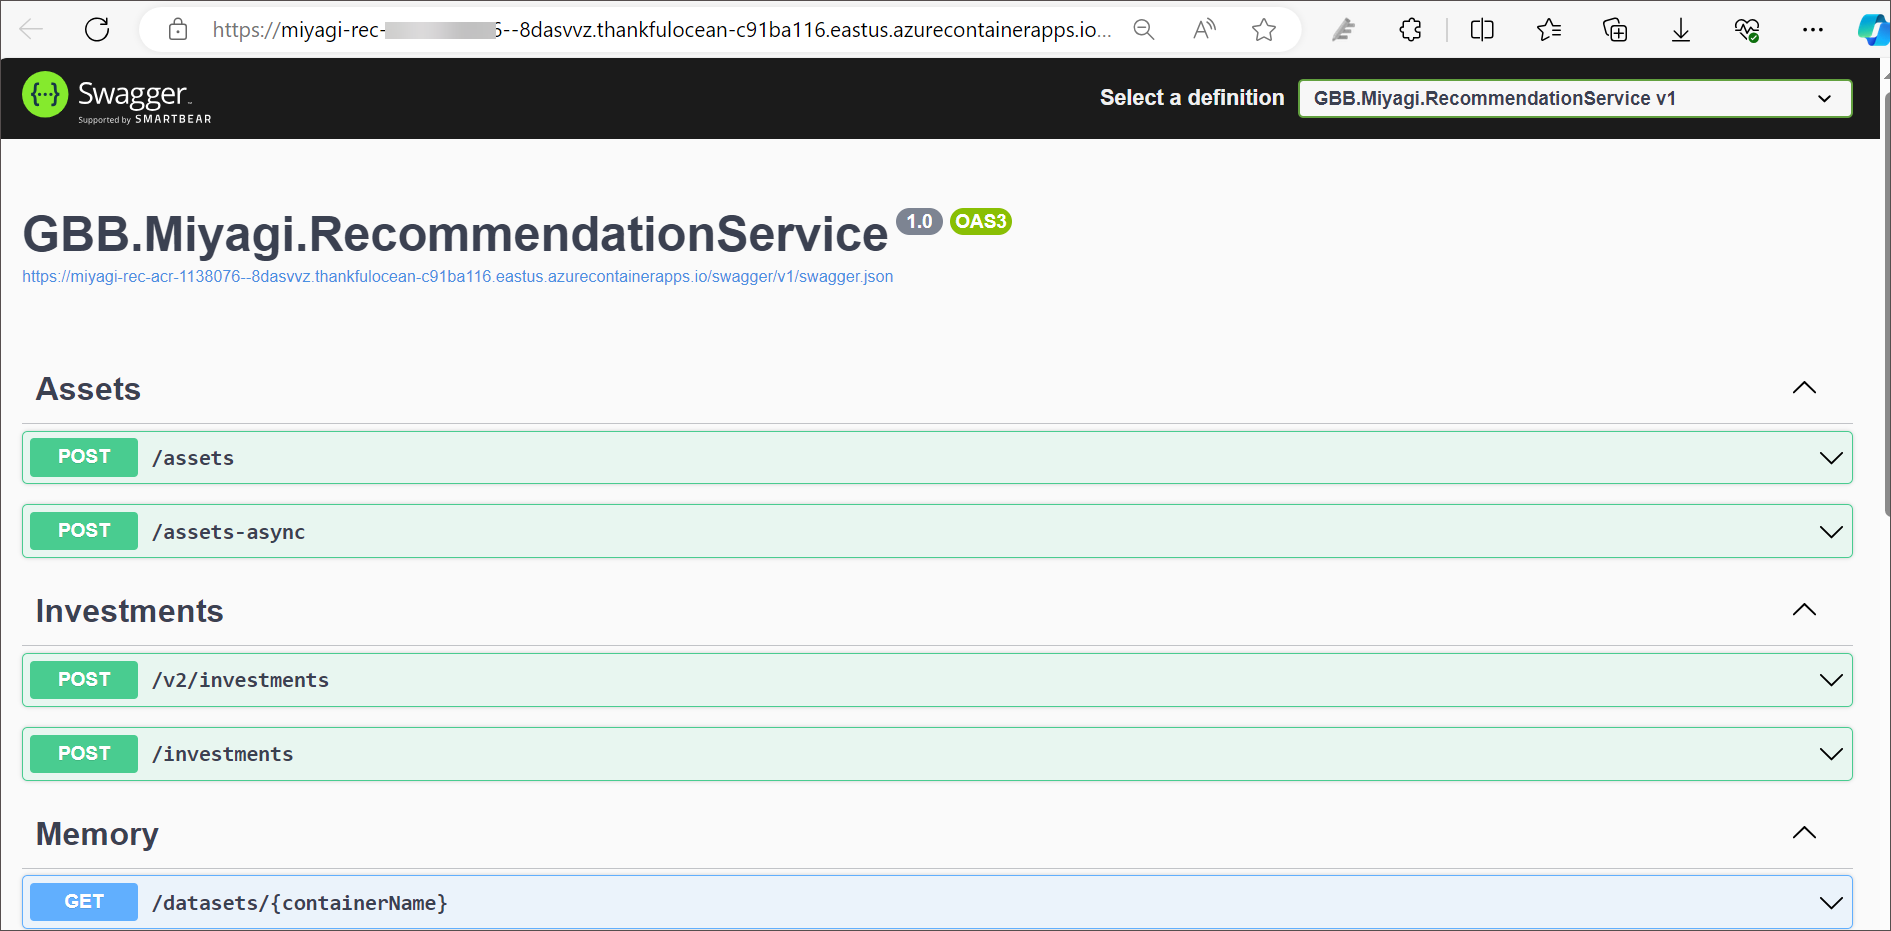 https://miyagi-rec-6--8dasvvz.thankfulocean-c91ba116.eastus.azurecontainerapps.io...
Swagger
Supported by SMARTBEAR
Select a definition
GBB.Miyagi.RecommendationService v1
GBB.Miyagi.RecommendationService 1.0 OAS3
https://miyagi-rec-acr-1138076--8dasvvz.thankfulocean-c91ba116.eastus.azurecontainerapps.io/swagger/v1/swagger.json
Assets
POST /assets
POST /assets-async
Investments
POST /v2/investments
POST /investments
Memory
GET /datasets/{containerName}